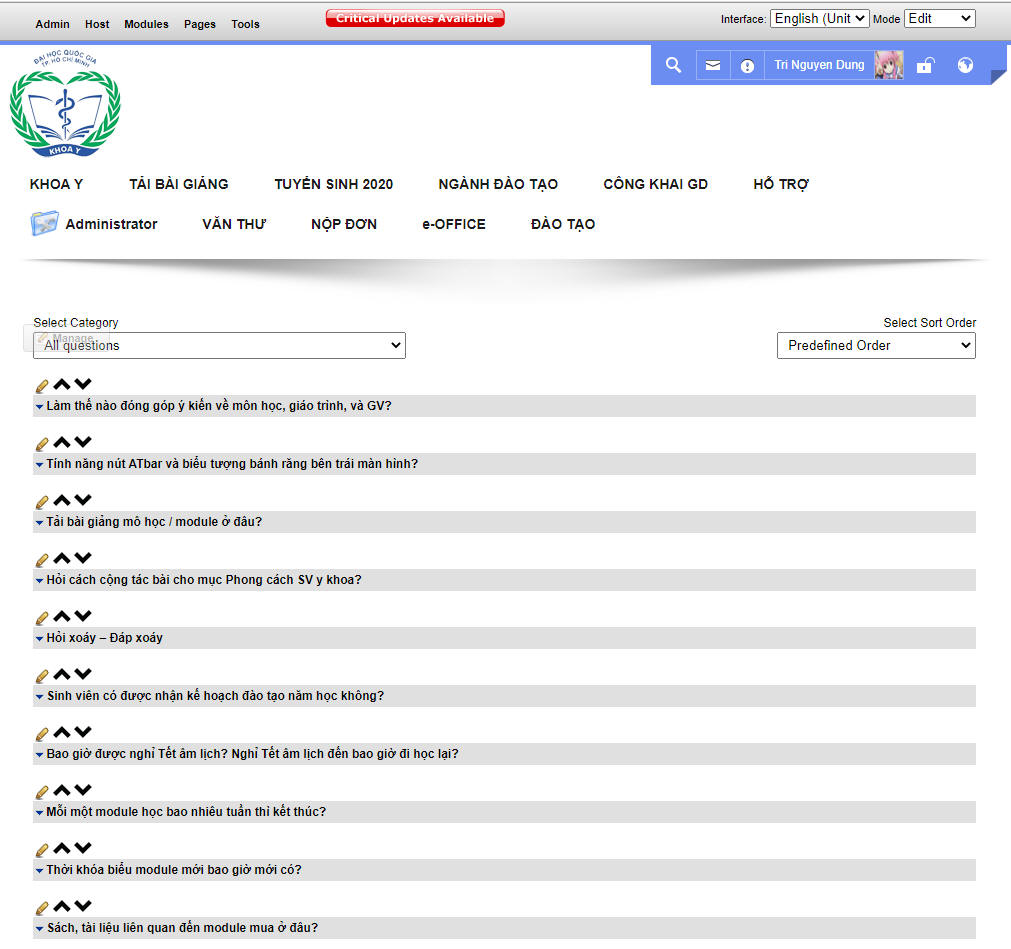 Admin Host Modules Pages Tools Critical Updates Available Interface: English (Unit Mode Edit
ĐẠI HỌC QUỐC GIA
TP. HỒ CHÍ MINH
KHOA Y
Tri Nguyen Dung
KHOA Y TẢI BÀI GIẢNG TUYỂN SINH 2020 NGÀNH ĐÀO TẠO CÔNG KHAI GD HỖ TRỢ
Administrator VĂN THƯ NỘP ĐƠN e-OFFICE ĐÀO TẠO
Select Category Select Sort Order
Manage
All questions Predefined Order
Làm thế nào đóng góp ý kiến về môn học, giáo trình, và GV?
Tính năng nút ATbar và biểu tượng bánh răng bên trái màn hình?
Tải bài giảng mô học / module ở đâu?
Hỏi cách cộng tác bài cho mục Phong cách SV y khoa?
Hỏi xoáy – Đáp xoáy
Sinh viên có được nhận kế hoạch đào tạo năm học không?
Bao giờ được nghỉ Tết âm lịch? Nghỉ Tết âm lịch đến bao giờ đi học lại?
Mỗi một module học bao nhiêu tuần thì kết thúc?
Thời khóa biểu module mới bao giờ mới có?
Sách, tài liệu liên quan đến module mua ở đâu?